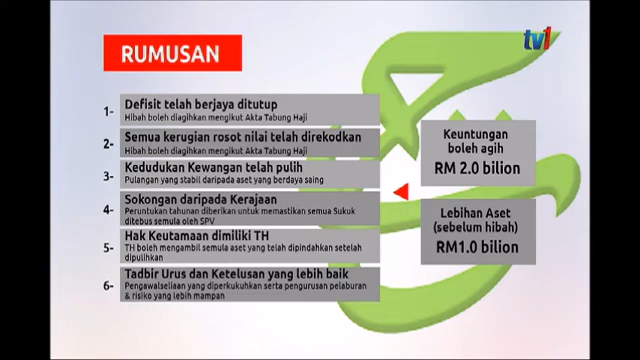 tv1
RUMUSAN
1- Defisit telah berjaya ditutup
Hibah boleh diagihkan mengikut Akta Tabung Haji
2- Semua kerugian rosot nilai telah direkodkan
Hibah boleh diagihkan mengikut Akta Tabung Haji
3- Kedudukan Kewangan telah pulih
Pulangan yang stabil daripada aset yang berdaya saing
4- Sokongan daripada Kerajaan
Peruntukan tahunan diberikan untuk memastikan semua Sukuk
ditebus semula oleh SPV
5- Hak Keutamaan dimiliki TH
TH boleh mengambil semula aset yang telah dipindahkan setelah
dipulihkan
6- Tadbir Urus dan Ketelusan yang lebih baik
Pengawalseliaan yang diperkukuhkan serta pengurusan pelaburan
& risiko yang lebih mampan
Keuntungan
boleh agih
RM 2.0 bilion
Lebihan Aset
(sebelum hibah)
RM1.0 bilion